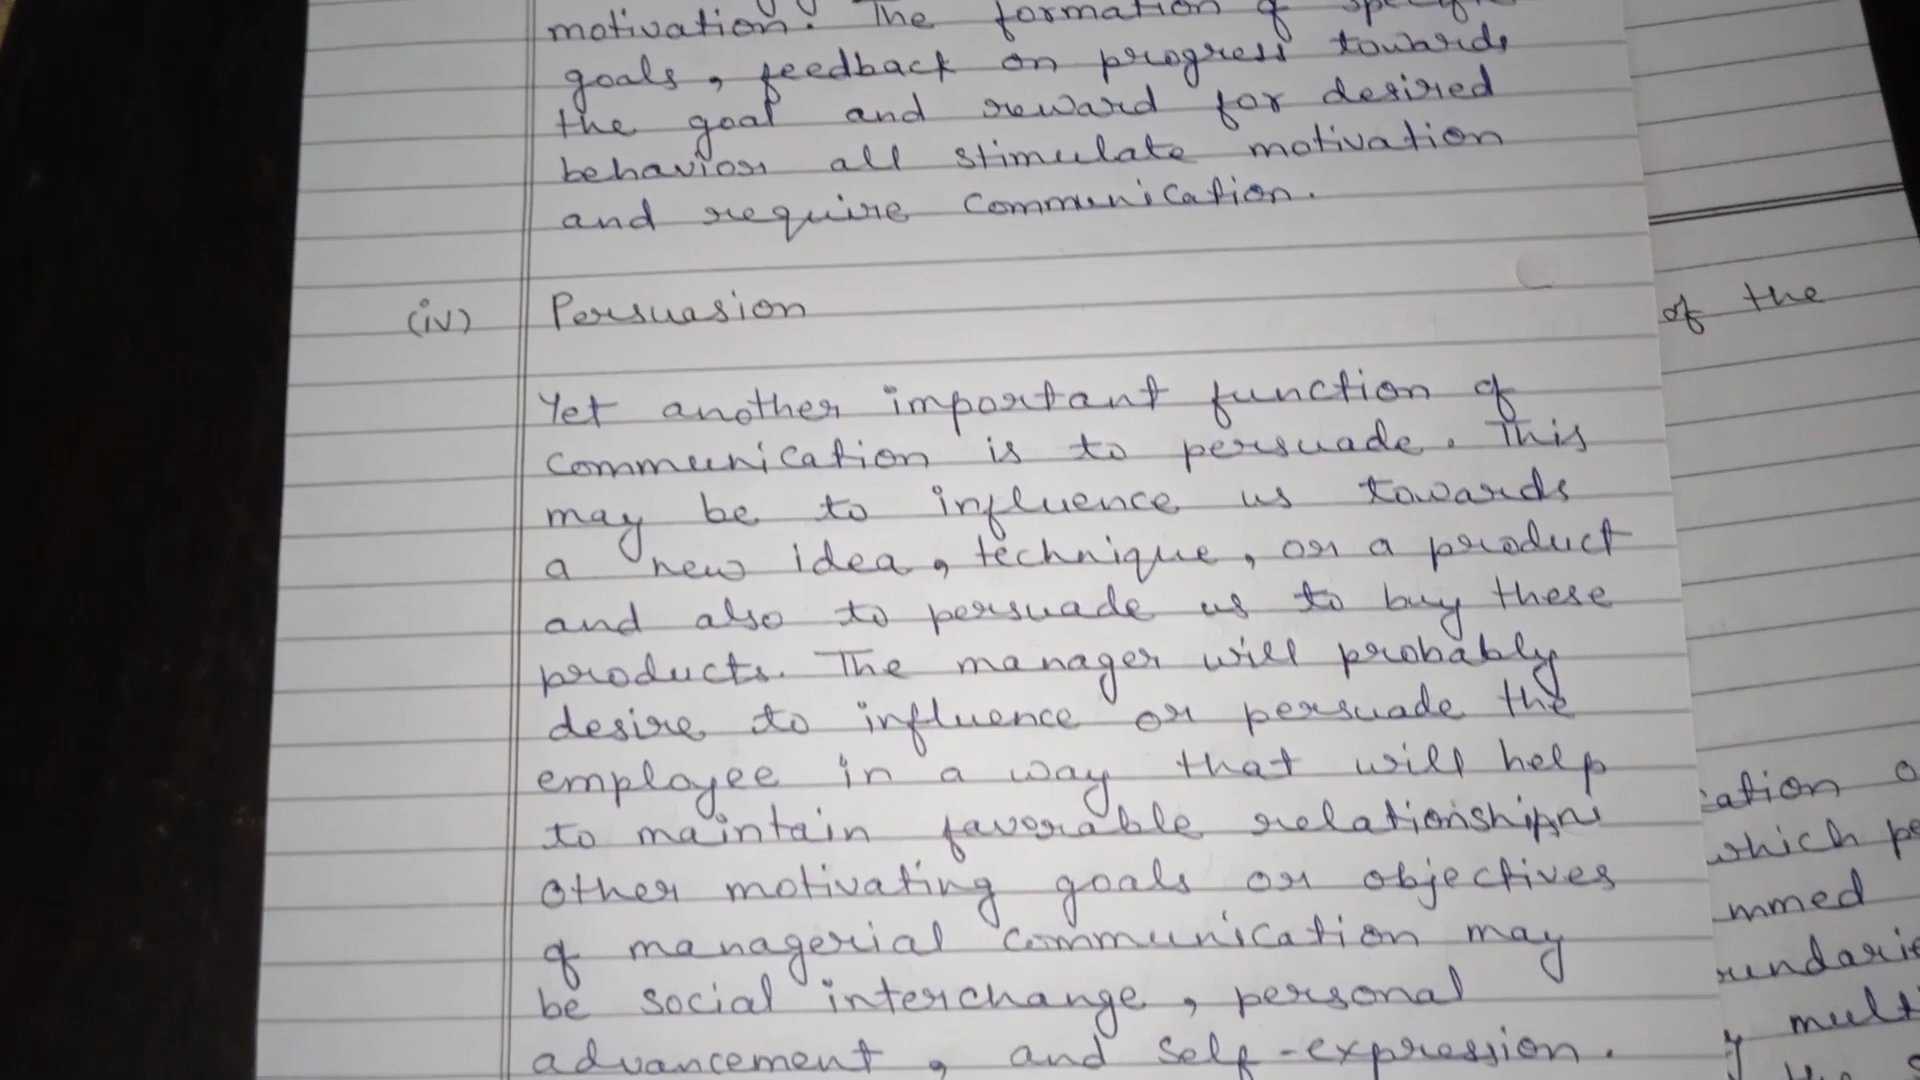 motivation. The formation of
goals, feedback on progress towards
the goal and reward for desired
behavior all stimulate motivation
and require communication.
(iv) Persuasion
Yet another important function of
communication is to persuade. This
may be to influence us towards
a new idea, technique, or a product
and also to persuade us to buy these
products. The manager will probably
desire to influence or persuade the
employee in a way that will help
to maintain favorable
other motivating goals or objectives
of managerial communication may
be social interchange, personal
advancement, and self-expression.
of the
which